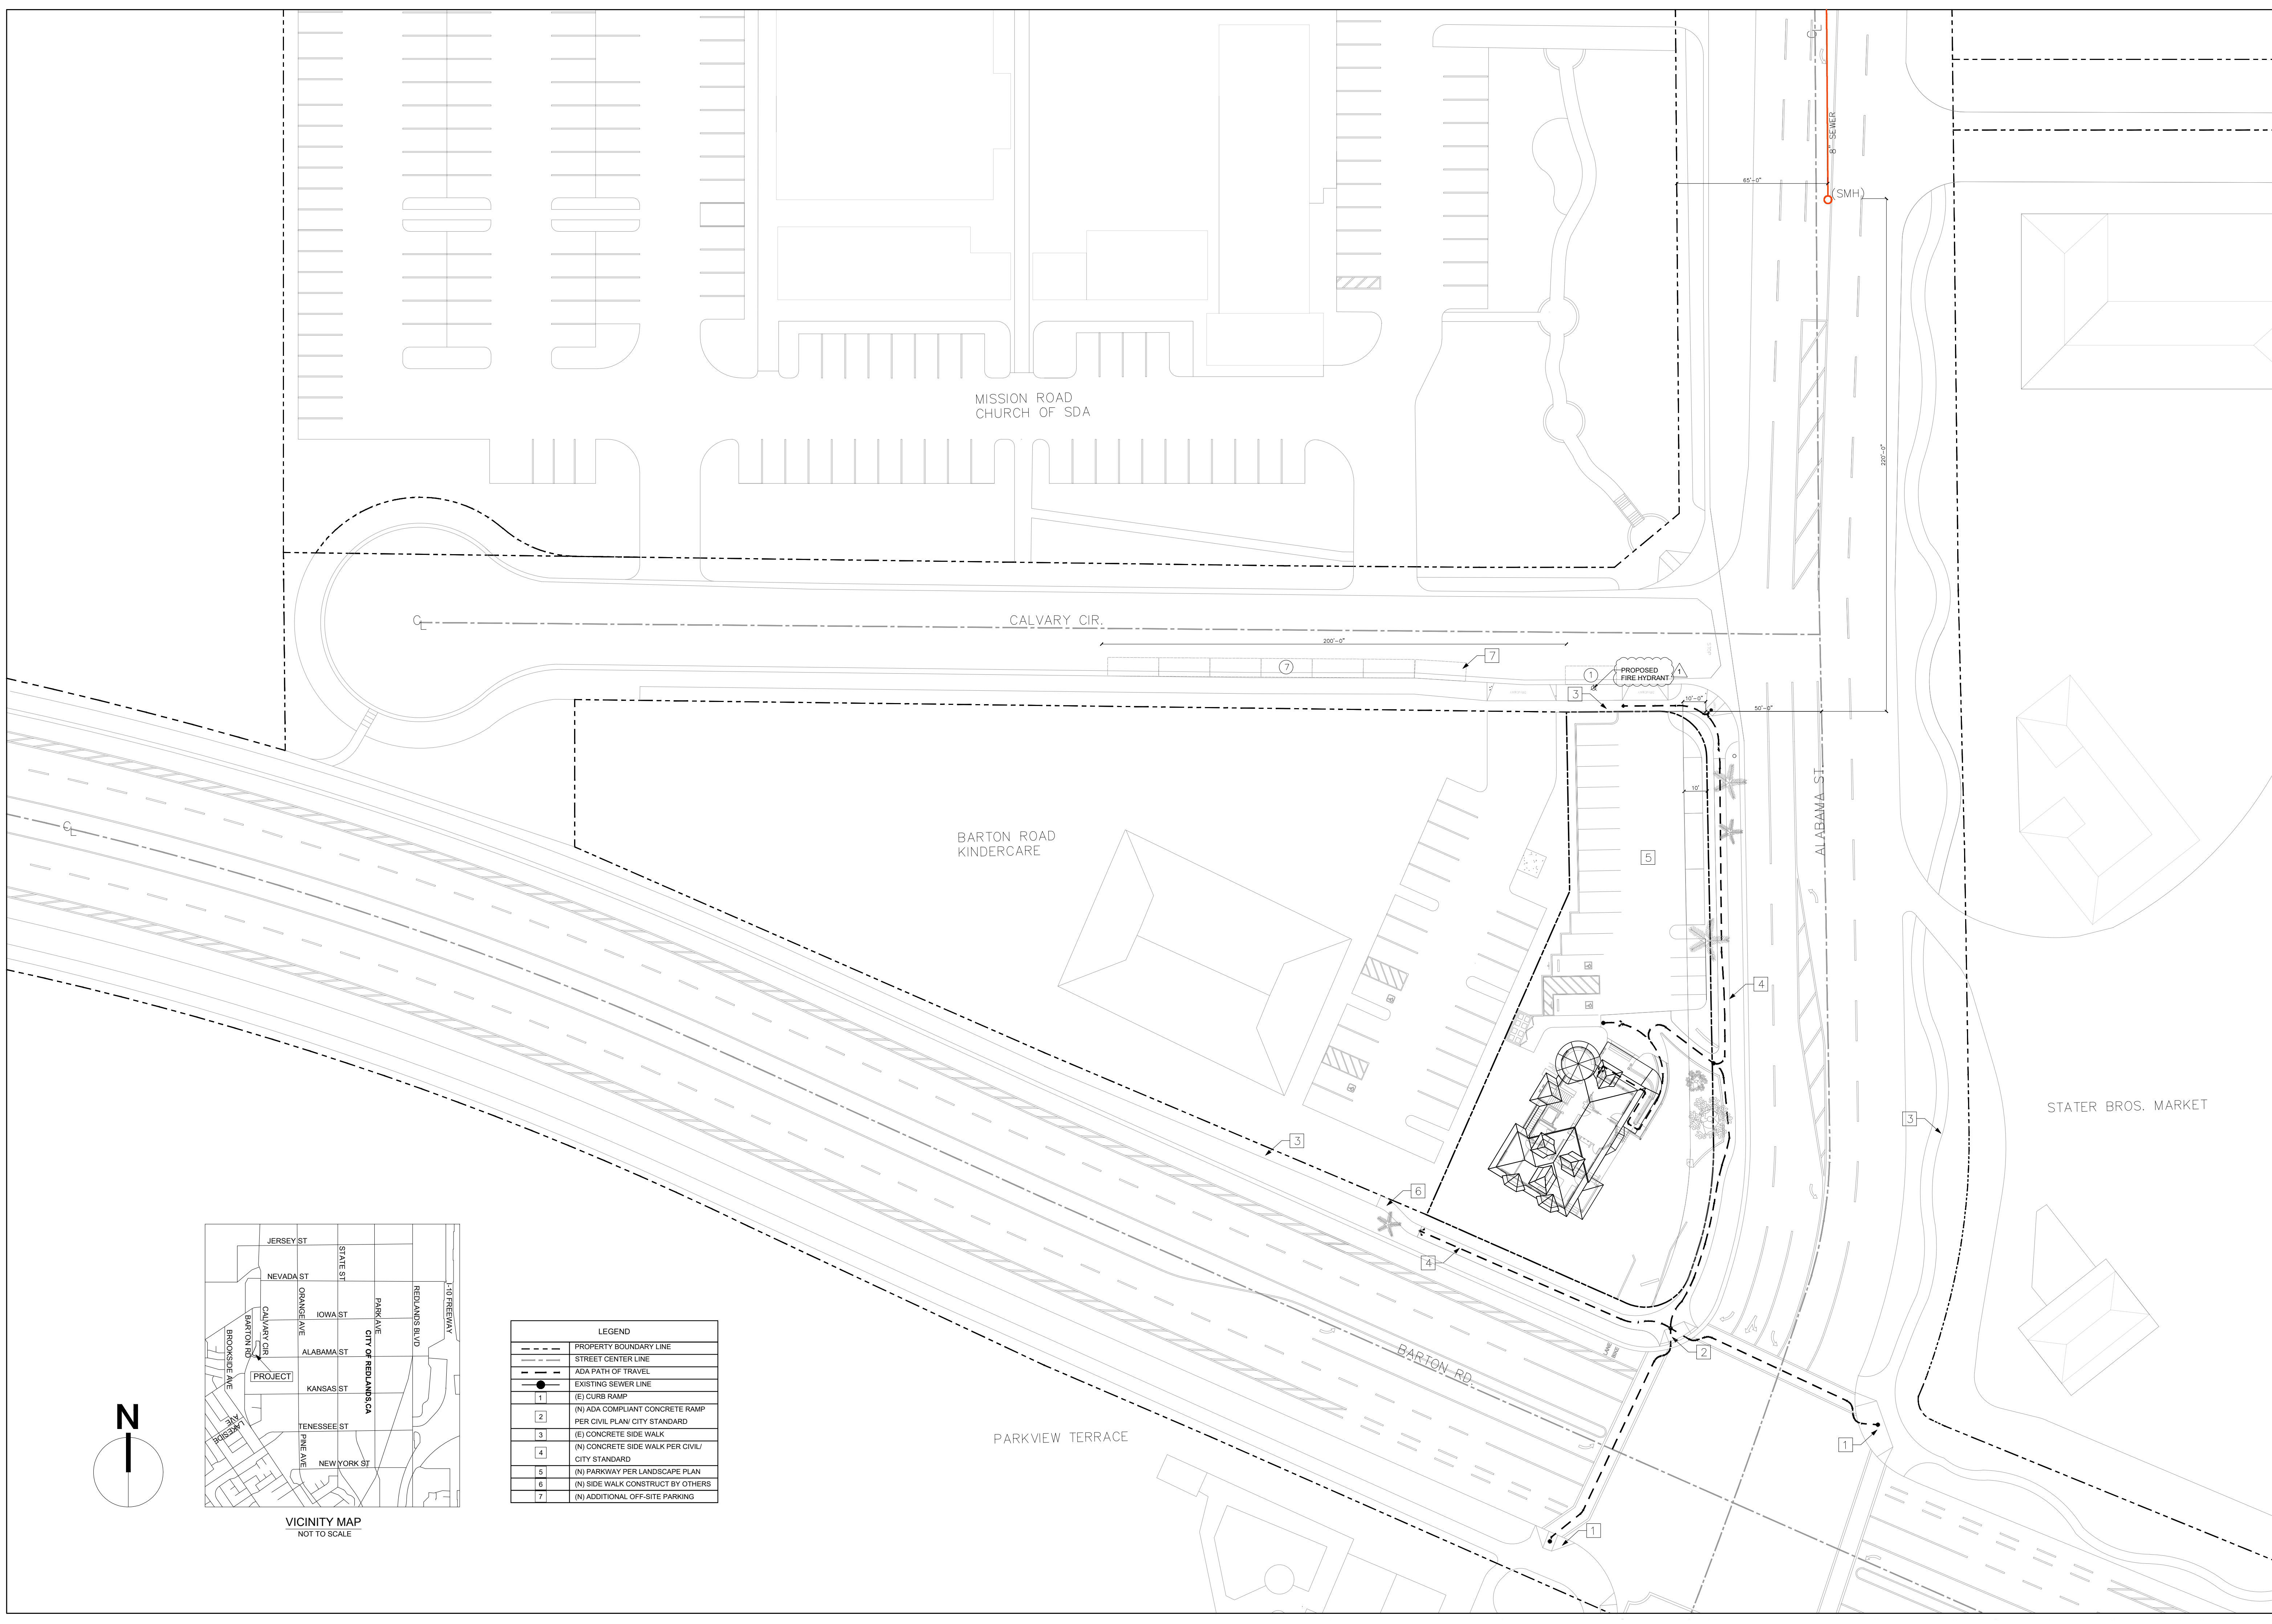 CL
8" SEWER
65'-0"
(SMH)
MISSION ROAD
CHURCH OF SDA
220'-0"
CL
CALVARY CIR.
200'-0"
7
7
1
PROPOSED
FIRE HYDRANT
1
3
10'-0"
50'-0"
ALABAMA ST
10'
CL
BARTON ROAD
KINDERCARE
5
4
3
STATER BROS. MARKET
3
6
4
BARTON RD.
2
1
1
PARKVIEW TERRACE
JERSEY ST
STATE ST
NEVADA ST
ORANGE AVE
IOWA ST
PARK AVE
REDLANDS BLVD
I-10 FREEWAY
CALVARY CIR
BARTON RD
BROOKSIDE AVE
CITY OF REDLANDS,CA
ALABAMA ST
PROJECT
KANSAS ST
LAKESIDE
AVE
TENESSEE ST
PINE AVE
NEW YORK ST
VICINITY MAP
NOT TO SCALE
N
LEGEND
PROPERTY BOUNDARY LINE
STREET CENTER LINE
ADA PATH OF TRAVEL
EXISTING SEWER LINE
1 (E) CURB RAMP
2 (N) ADA COMPLIANT CONCRETE RAMP
PER CIVIL PLAN/ CITY STANDARD
3 (E) CONCRETE SIDE WALK
4 (N) CONCRETE SIDE WALK PER CIVIL/
CITY STANDARD
5 (N) PARKWAY PER LANDSCAPE PLAN
6 (N) SIDE WALK CONSTRUCT BY OTHERS
7 (N) ADDITIONAL OFF-SITE PARKING